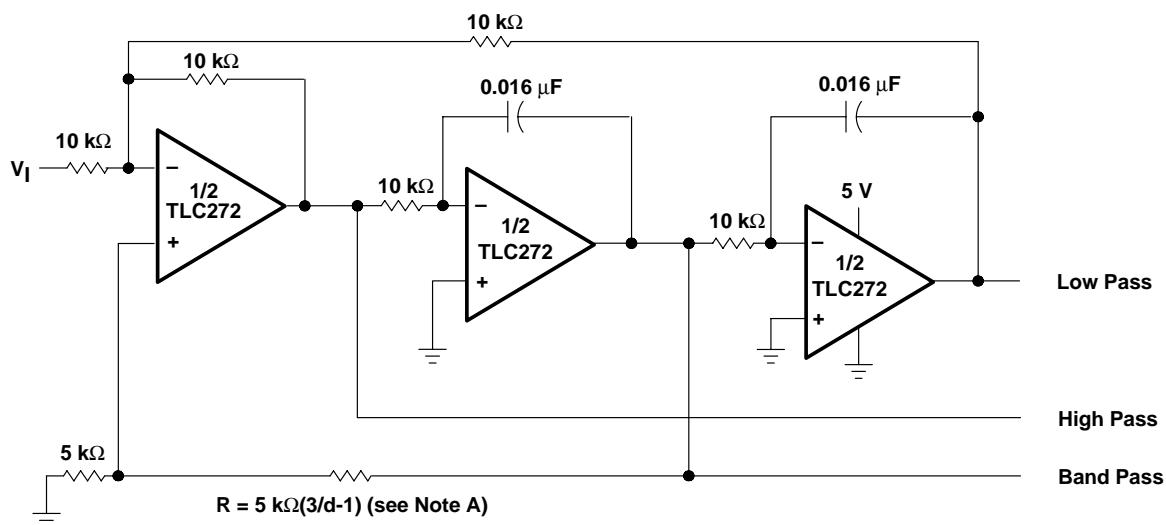 10 kΩ
10 kΩ
0.016 μF
0.016 μF
10 kΩ
VI
−
1/2
TLC272
+
10 kΩ
−
1/2
TLC272
+
10 kΩ
5 V
−
1/2
TLC272
+
Low Pass
High Pass
5 kΩ
Band Pass
R = 5 kΩ(3/d-1) (see Note A)